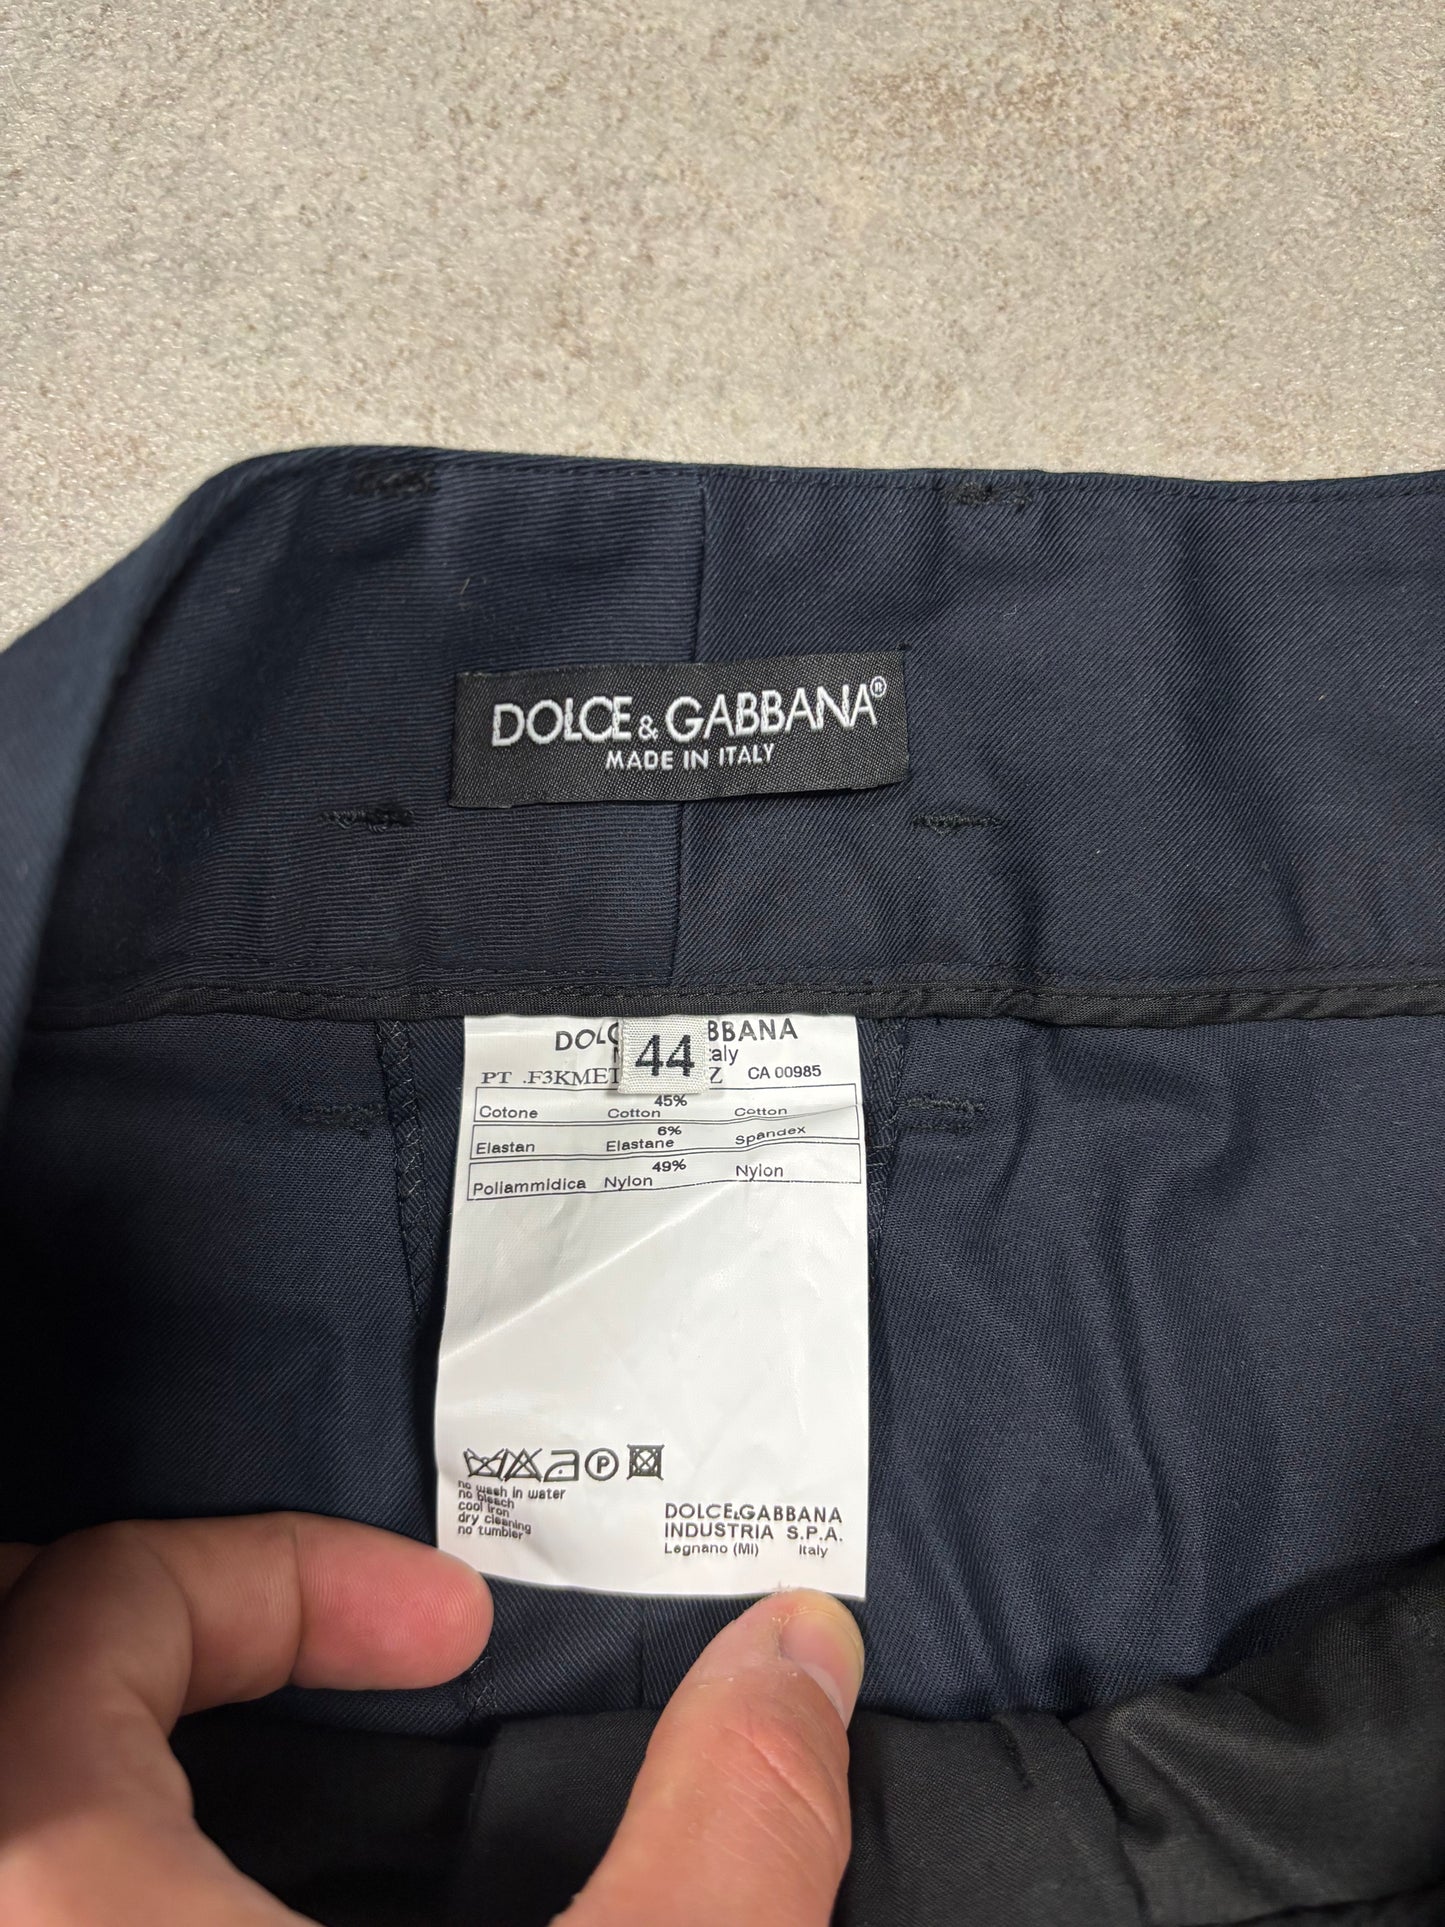 DOLCE & GABBANA®
MADE IN ITALY
44
PT .F3KMET Z CA 00985
45%
Cotone Cotton Cotton
6%
Elastan Elastane Spandex
49%
Poliammidica Nylon Nylon
P
no wash in water
no bleach
cool iron
dry cleaning
no tumbler
DOLCE&GABBANA
INDUSTRIA S.P.A.
Legnano (MI) Italy